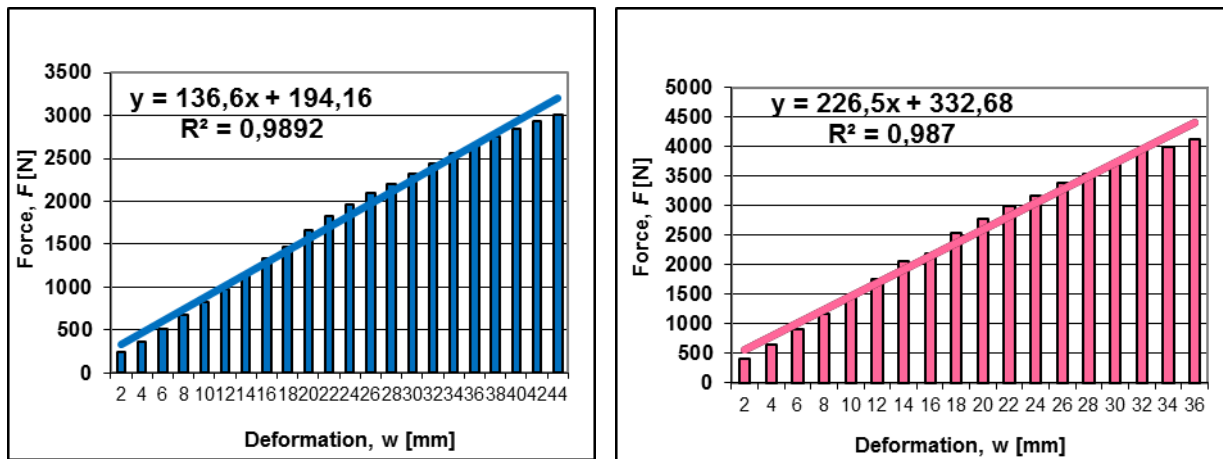 3500
3000
2500
2000
1500
1000
500
0
Force, F [N]
y = 136,6x + 194,16
R² = 0,9892
2 4 6 8 10 12 14 16 18 20 22 24 26 28 30 32 34 36 38 40 42 44
Deformation, w [mm]
5000
4500
4000
3500
3000
2500
2000
1500
1000
500
0
Force, F [N]
y = 226,5x + 332,68
R² = 0,987
2 4 6 8 10 12 14 16 18 20 22 24 26 28 30 32 34 36
Deformation, w [mm]